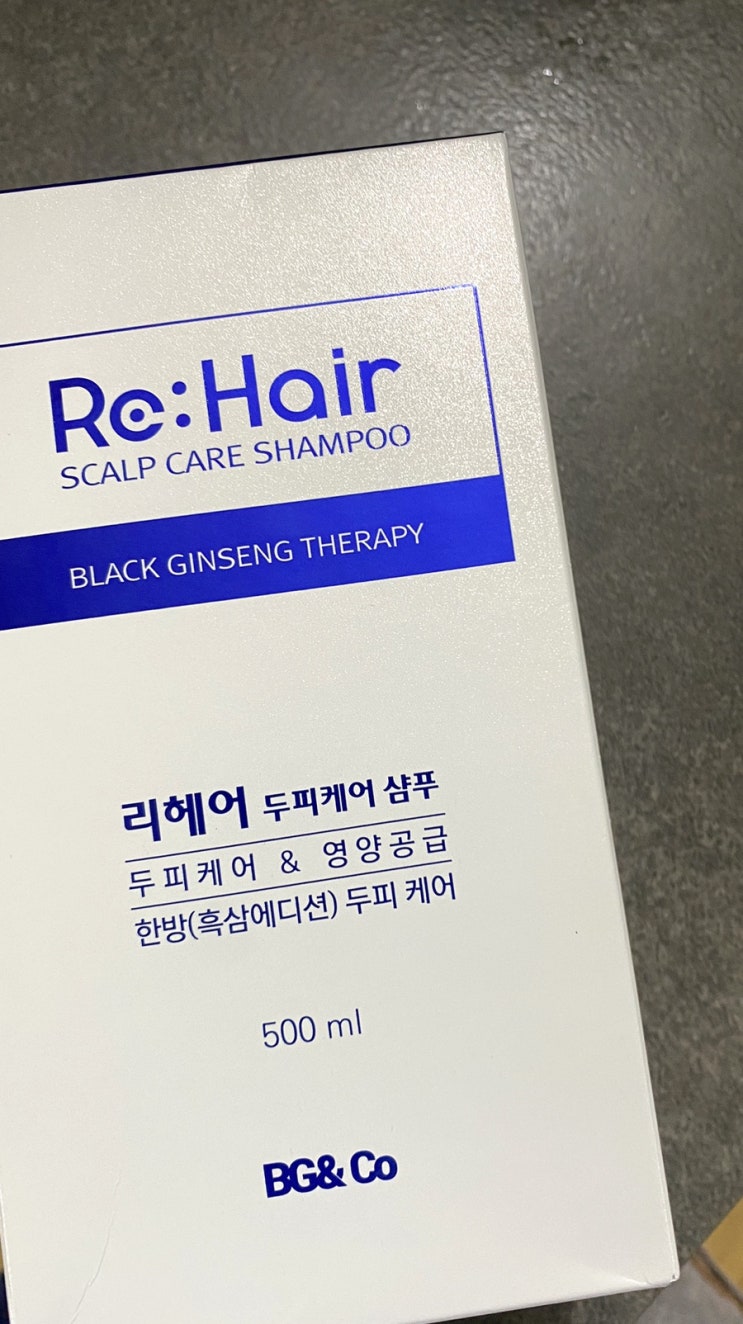 Re:Hair
SCALP CARE SHAMPOO
BLACK GINSENG THERAPY
리헤어 두피케어 샴푸
두피케어 & 영양공급
한방(흑삼에디션) 두피 케어
500 ml
BG& Co